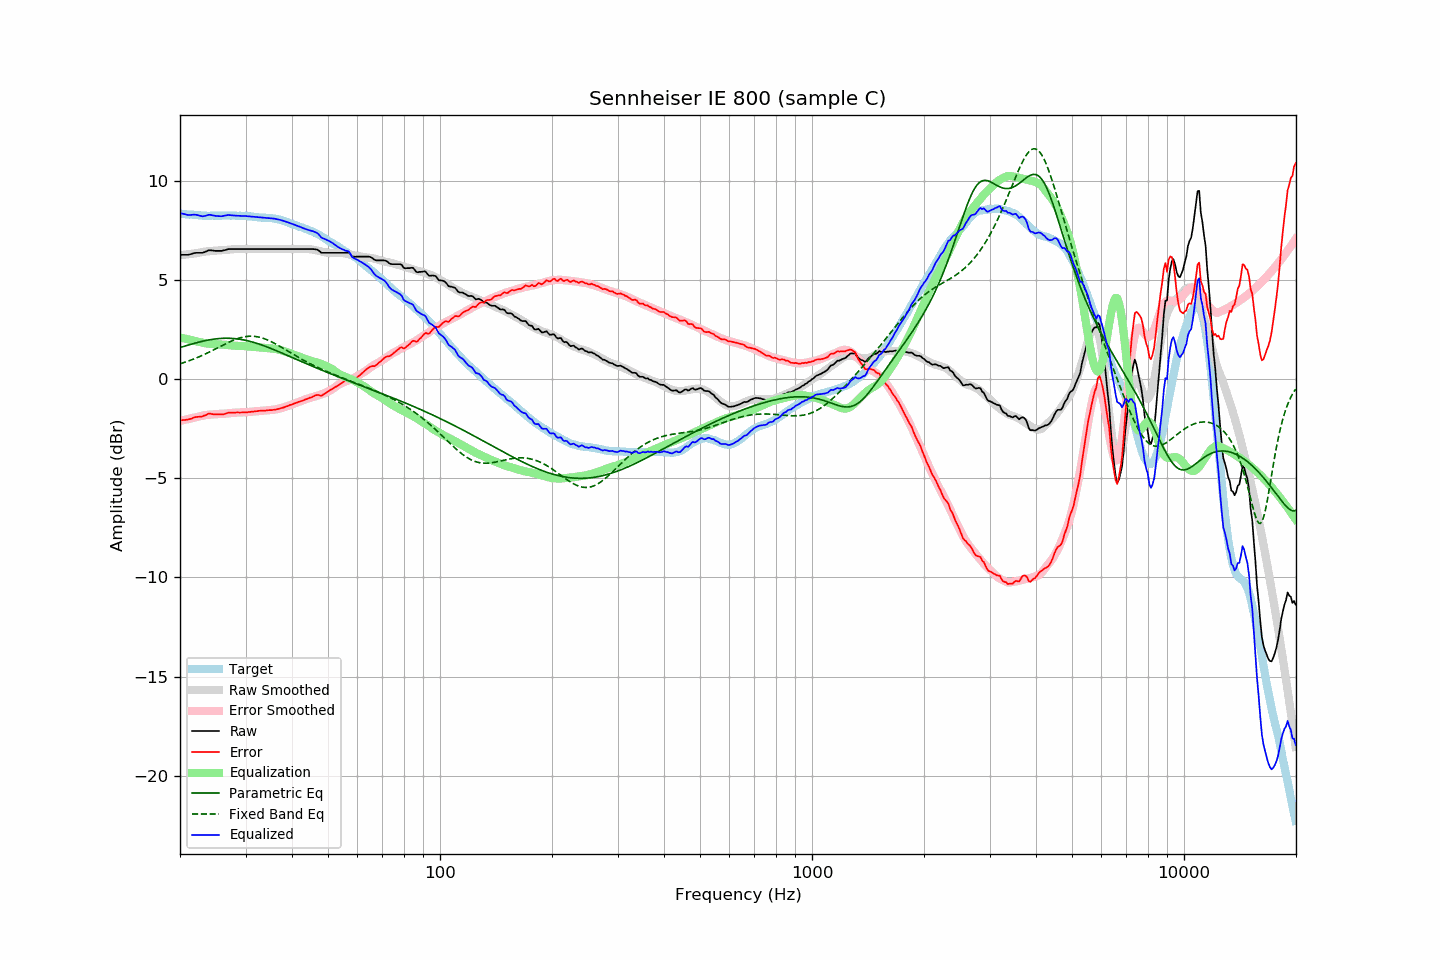 Sennheiser IE 800 (sample C)
Amplitude (dBr)
10
5
0
−5
−10
−15
−20
Target
Raw Smoothed
Error Smoothed
Raw
Error
Equalization
Parametric Eq
Fixed Band Eq
Equalized
100
1000
10000
Frequency (Hz)